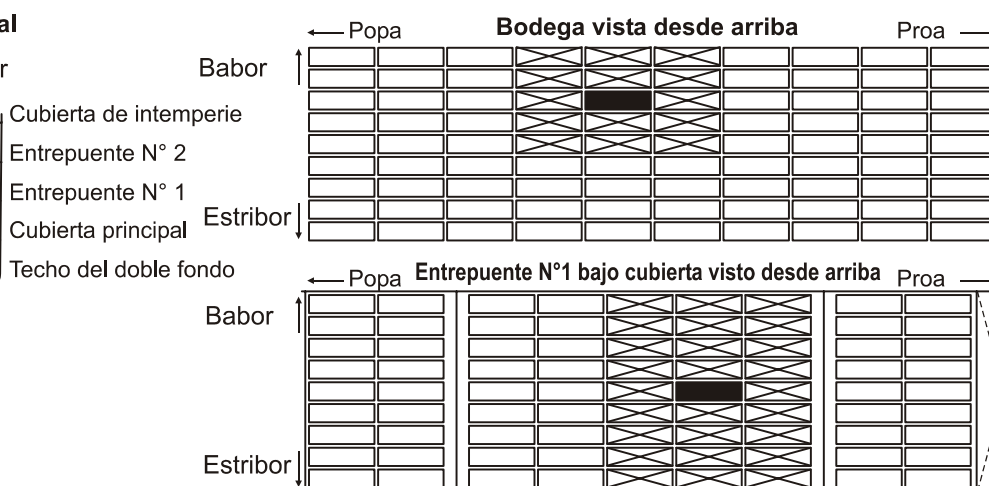 al
r
Cubierta de intemperie
Entrepuente N° 2
Entrepuente N° 1
Cubierta principal
Techo del doble fondo
Popa
Bodega vista desde arriba
Proa
Babor
Estribor
Popa
Entrepuente N°1 bajo cubierta visto desde arriba
Proa
Babor
Estribor